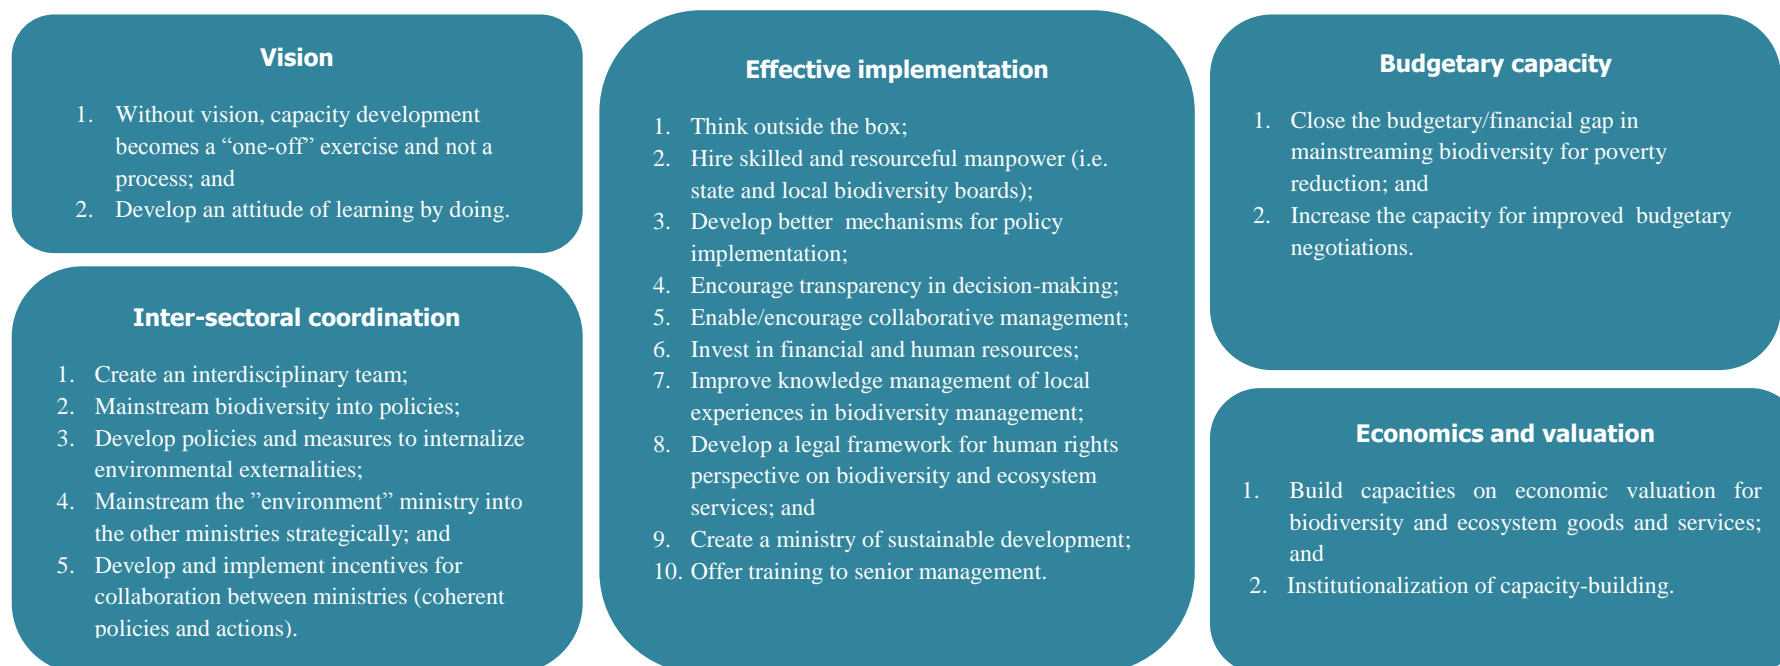 Vision
1. Without vision, capacity development
becomes a “one-off” exercise and not a
process; and
2. Develop an attitude of learning by doing.
Inter-sectoral coordination
1. Create an interdisciplinary team;
2. Mainstream biodiversity into policies;
3. Develop policies and measures to internalize
environmental externalities;
4. Mainstream the ”environment” ministry into
the other ministries strategically; and
5. Develop and implement incentives for
collaboration between ministries (coherent
policies and actions).
Effective implementation
1. Think outside the box;
2. Hire skilled and resourceful manpower (i.e.
state and local biodiversity boards);
3. Develop better mechanisms for policy
implementation;
4. Encourage transparency in decision-making;
5. Enable/encourage collaborative management;
6. Invest in financial and human resources;
7. Improve knowledge management of local
experiences in biodiversity management;
8. Develop a legal framework for human rights
perspective on biodiversity and ecosystem
services; and
9. Create a ministry of sustainable development;
10. Offer training to senior management.
Budgetary capacity
1. Close the budgetary/financial gap in
mainstreaming biodiversity for poverty
reduction; and
2. Increase the capacity for improved budgetary
negotiations.
Economics and valuation
1. Build capacities on economic valuation for
biodiversity and ecosystem goods and services;
and
2. Institutionalization of capacity-building.